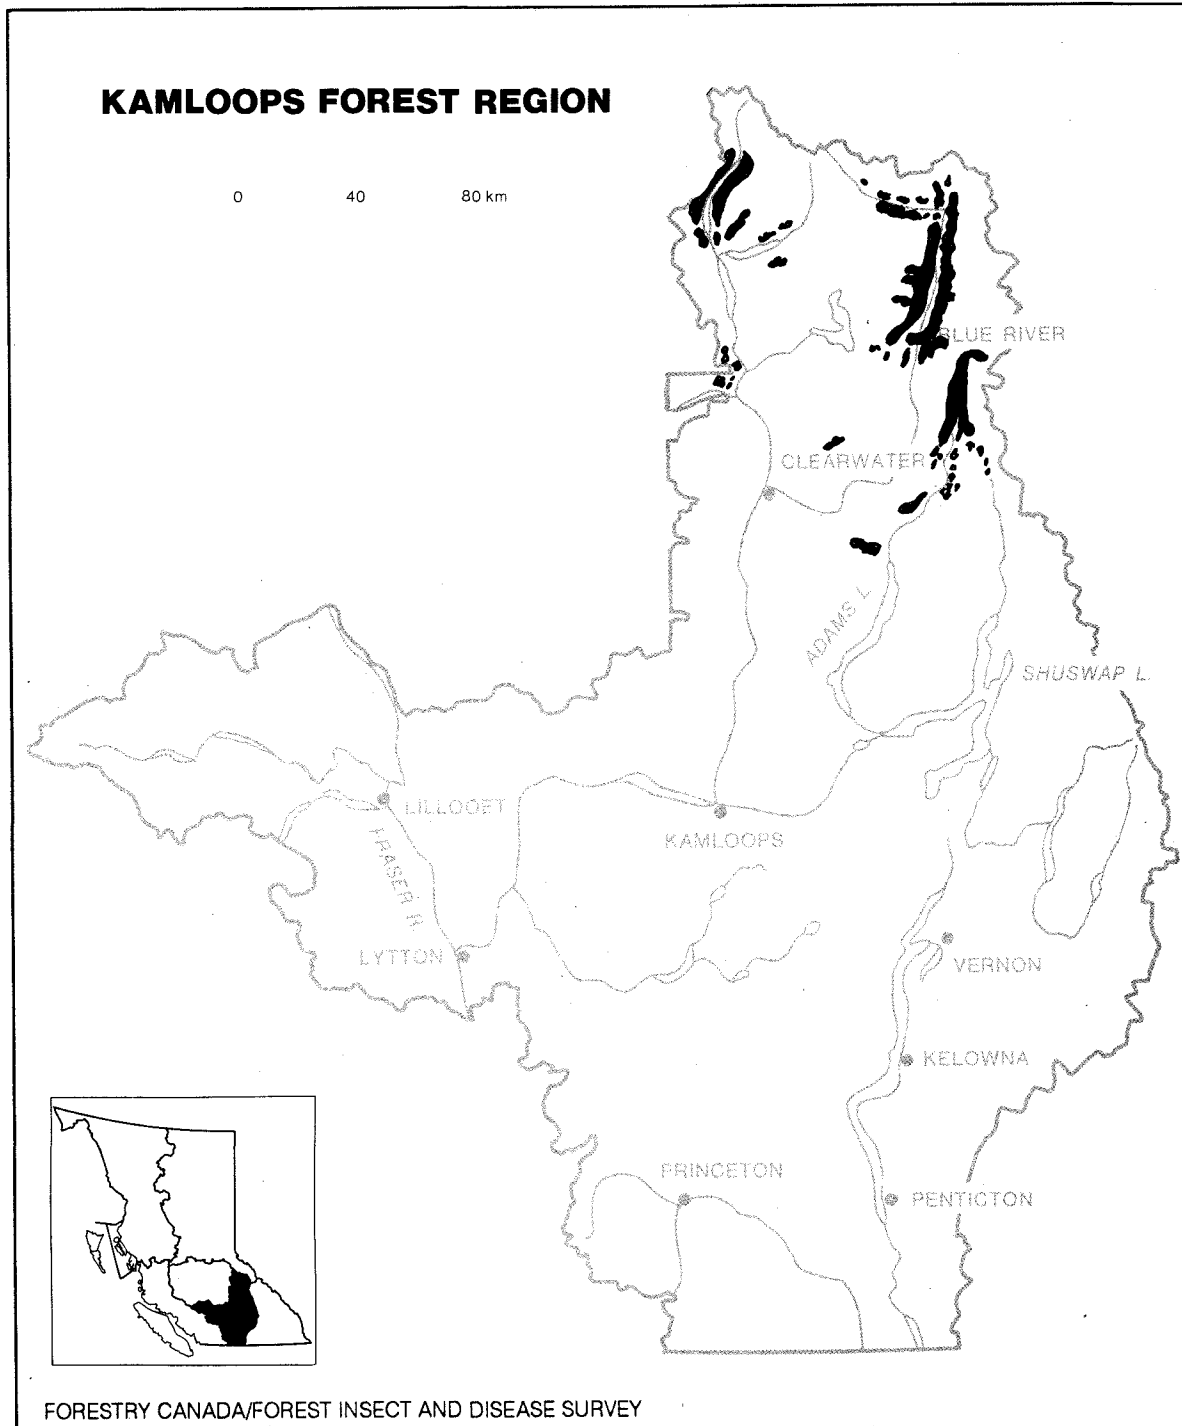 KAMLOOPS FOREST REGION
0 40 80 km
BLUE RIVER
CLEARWATER
ADAMS L.
SHUSWAP L.
LILLOOET
KAMLOOPS
FRASER R.
LYTTON
VERNON
KELOWNA
PRINCETON
PENTICTON
FORESTRY CANADA/FOREST INSECT AND DISEASE SURVEY